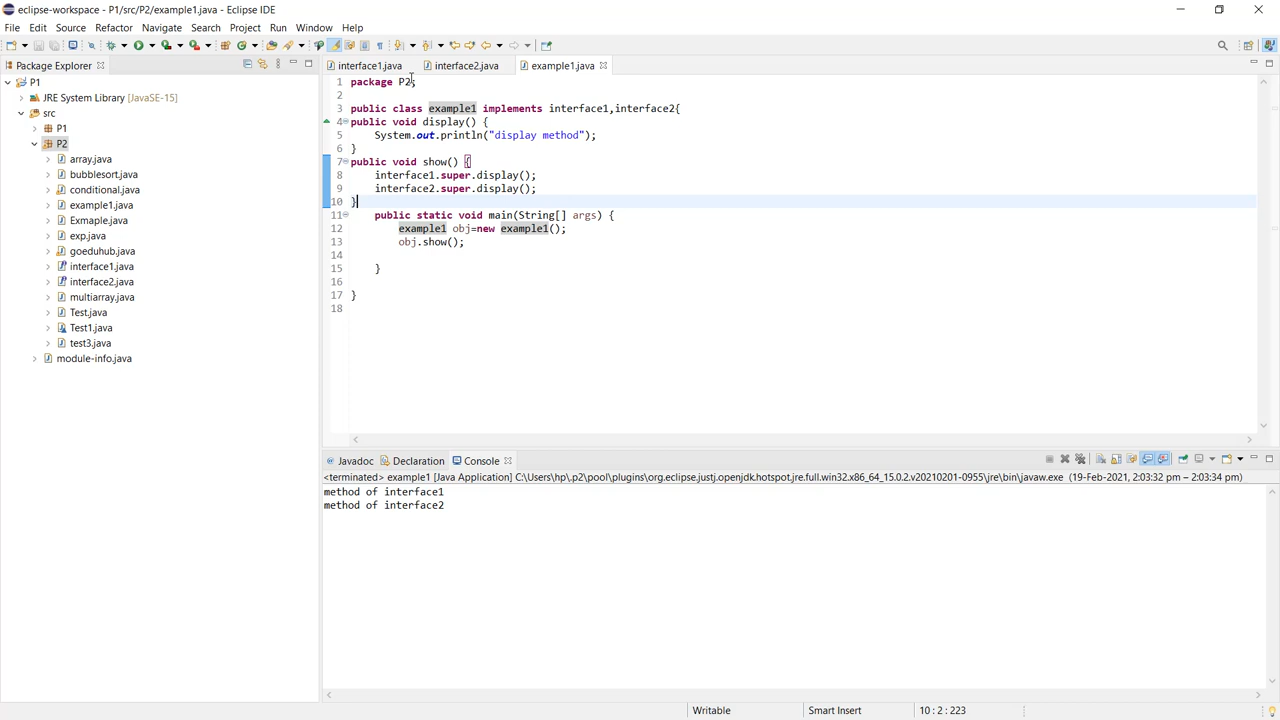 eclipse-workspace - P1/src/P2/example1.java - Eclipse IDE
File Edit Source Refactor Navigate Search Project Run Window Help
Package Explorer
interface1.java interface2.java example1.java
P1
JRE System Library [JavaSE-15]
src
P1
P2
array.java
bubblesort.java
conditional.java
example1.java
Exmaple.java
exp.java
goeduhub.java
interface1.java
interface2.java
multiarray.java
Test.java
Test1.java
test3.java
module-info.java
1 package P2;
2
3 public class example1 implements interface1,interface2{
4 public void display() {
5 System.out.println("display method");
6 }
7 public void show() {
8 interface1.super.display();
9 interface2.super.display();
10 }
11 public static void main(String[] args) {
12 example1 obj=new example1();
13 obj.show();
14
15 }
16
17 }
18
Javadoc Declaration Console
<terminated> example1 [Java Application] C:\Users\hp\.p2\pool\plugins\org.eclipse.justj.openjdk.hotspot.jre.full.win32.x86_64_15.0.2.v20210201-0955\jre\bin\javaw.exe (19-Feb-2021, 2:03:32 pm – 2:03:34 pm)
method of interface1
method of interface2
Writable Smart Insert 10 : 2 : 223